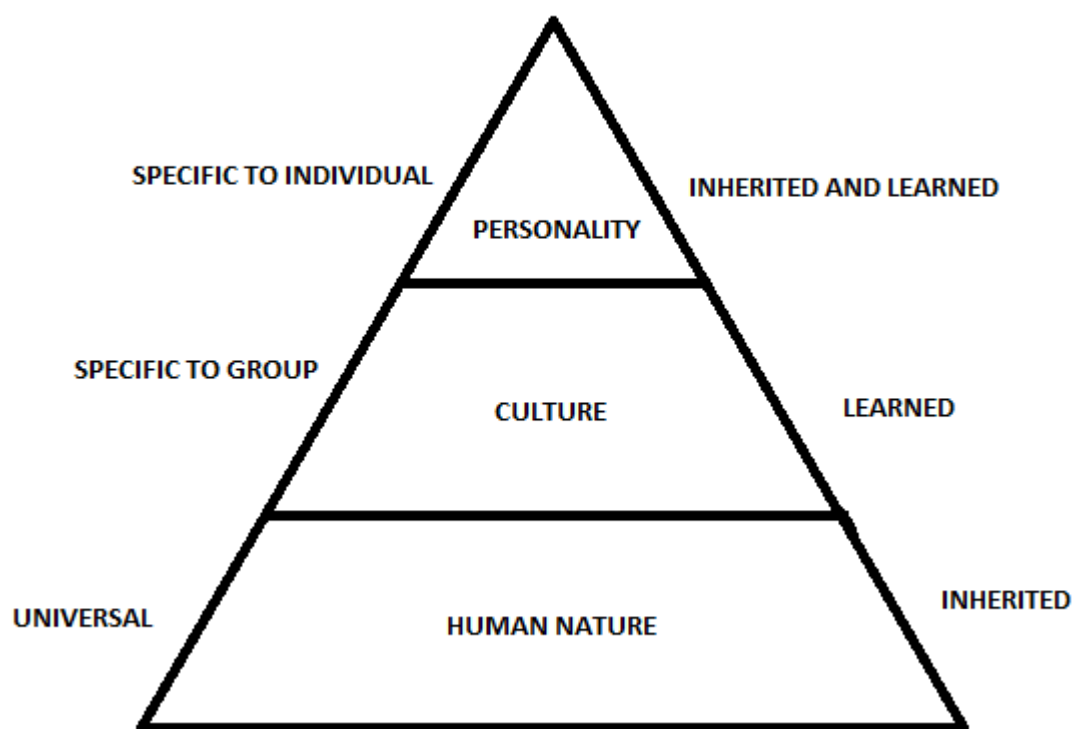 SPECIFIC TO INDIVIDUAL
INHERITED AND LEARNED
PERSONALITY
SPECIFIC TO GROUP
CULTURE
LEARNED
UNIVERSAL
HUMAN NATURE
INHERITED